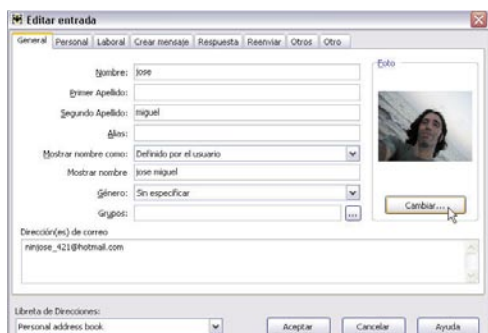 Editar entrada
General Personal Laboral Crear mensaje Respuesta Reenviar Otros Otro
Nombre: jose
Primer Apellido:
Segundo Apellido: miguel
Alias:
Mostrar nombre como: Definido por el usuario
Mostrar nombre jose miguel
Género: Sin especificar
Grupos: ...
Foto
Cambiar...
Dirección(es) de correo
ninjose_421@hotmail.com
Libreta de Direcciones:
Personal address book
Aceptar Cancelar Ayuda